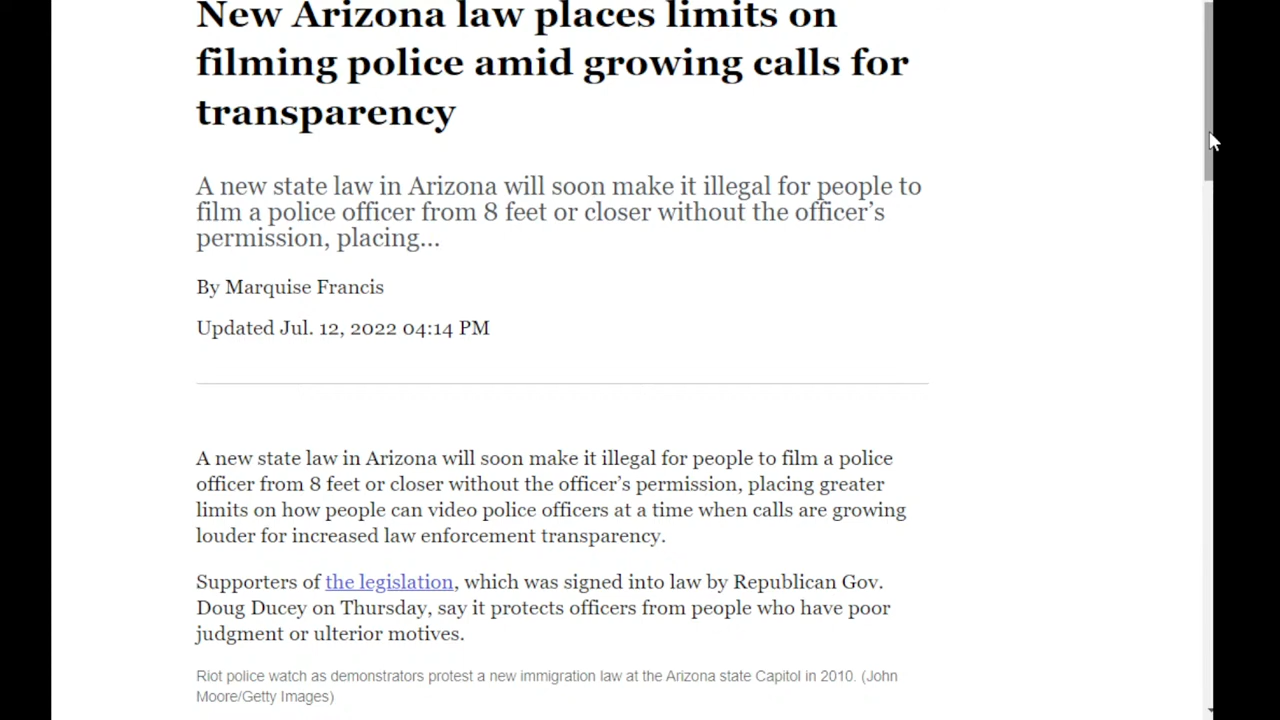 New Arizona law places limits on
filming police amid growing calls for
transparency
A new state law in Arizona will soon make it illegal for people to
film a police officer from 8 feet or closer without the officer’s
permission, placing...
By Marquise Francis
Updated Jul. 12, 2022 04:14 PM
A new state law in Arizona will soon make it illegal for people to film a police
officer from 8 feet or closer without the officer’s permission, placing greater
limits on how people can video police officers at a time when calls are growing
louder for increased law enforcement transparency.
Supporters of the legislation, which was signed into law by Republican Gov.
Doug Ducey on Thursday, say it protects officers from people who have poor
judgment or ulterior motives.
Riot police watch as demonstrators protest a new immigration law at the Arizona state Capitol in 2010. (John
Moore/Getty Images)